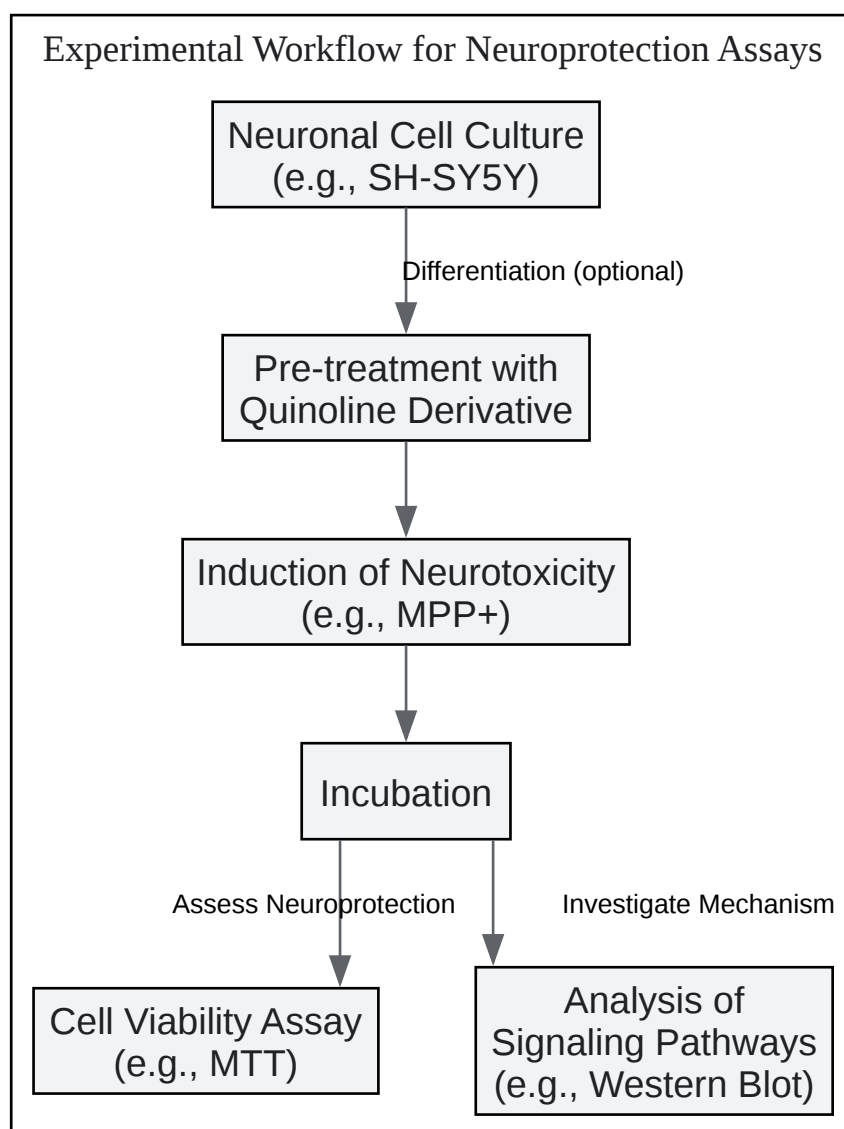 Experimental Workflow for Neuroprotection Assays
Neuronal Cell Culture
(e.g., SH-SY5Y)
Differentiation (optional)
Pre-treatment with
Quinoline Derivative
Induction of Neurotoxicity
(e.g., MPP+)
Incubation
Assess Neuroprotection
Investigate Mechanism
Cell Viability Assay
(e.g., MTT)
Analysis of
Signaling Pathways
(e.g., Western Blot)